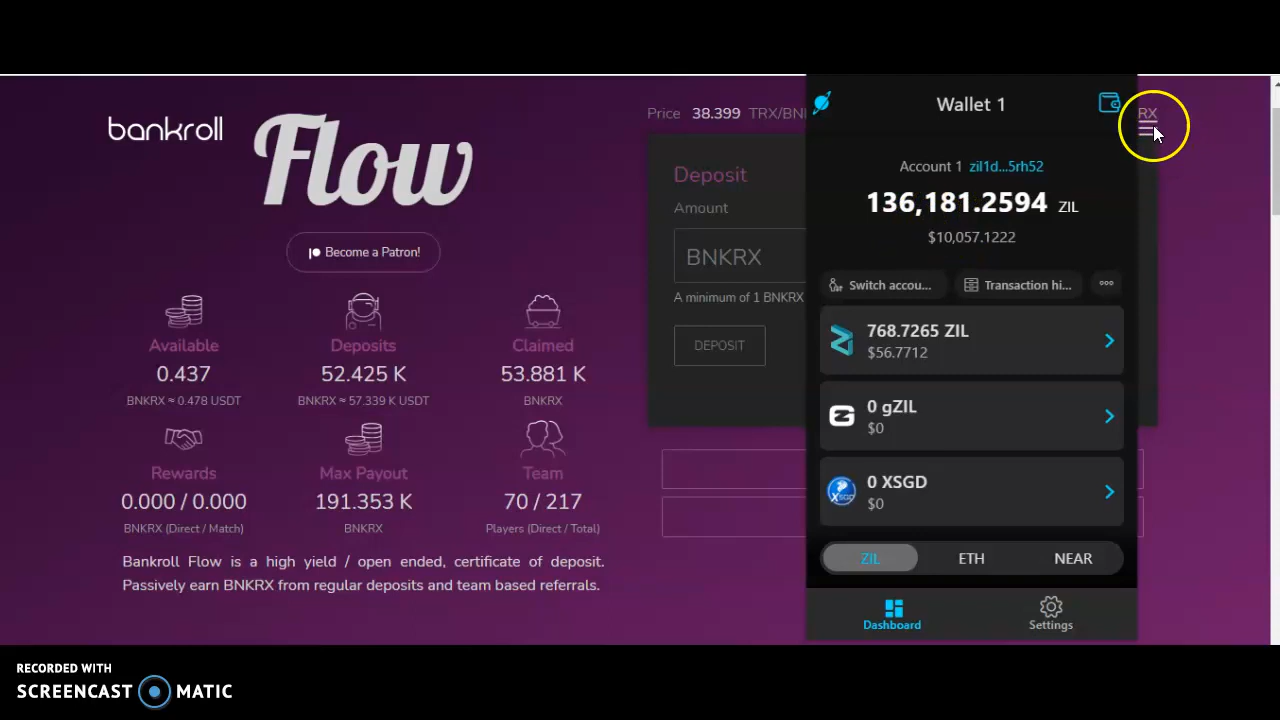 bankroll
Flow
Become a Patron!
Available
0.437
BNKRX ≈ 0.478 USDT
Deposits
52.425 K
BNKRX ≈ 57.339 K USDT
Claimed
53.881 K
BNKRX
Rewards
0.000 / 0.000
BNKRX (Direct / Match)
Max Payout
191.353 K
BNKRX
Team
70 / 217
Players (Direct / Total)
Bankroll Flow is a high yield / open ended, certificate of deposit.
Passively earn BNKRX from regular deposits and team based referrals.
Price 38.399 TRX/BN
RX
Deposit
Amount
BNKRX
A minimum of 1 BNKRX
DEPOSIT
Wallet 1
Account 1 zil1d...5rh52
136,181.2594 ZIL
$10,057.1222
Switch accou...
Transaction hi...
768.7265 ZIL
$56.7712
0 gZIL
$0
0 XSGD
$0
ZIL ETH NEAR
Dashboard
Settings
RECORDED WITH
SCREENCAST MATIC